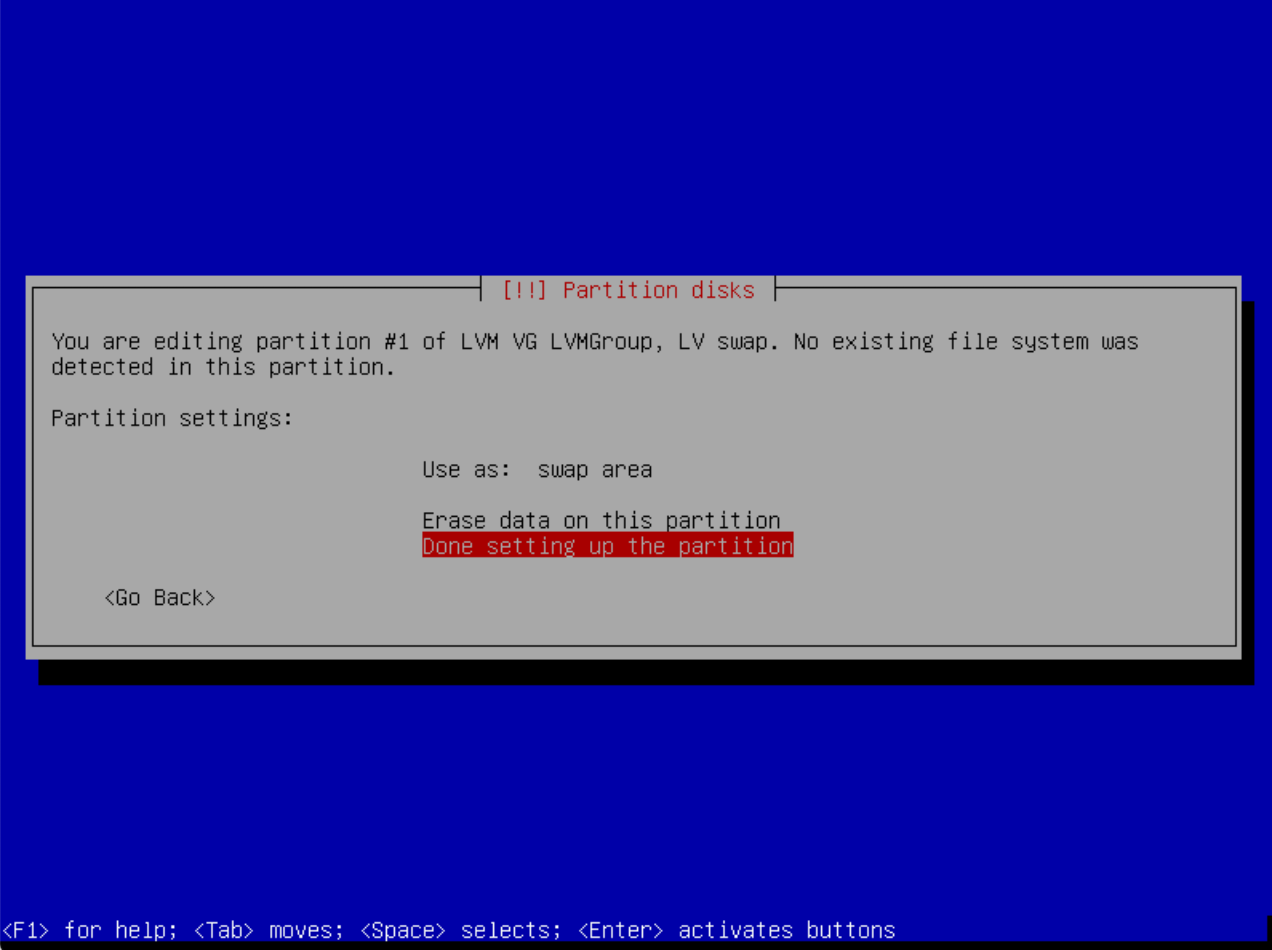 [!!] Partition disks
You are editing partition #1 of LVM VG LVMGroup, LV swap. No existing file system was
detected in this partition.
Partition settings:
Use as:  swap area
Erase data on this partition
Done setting up the partition
<Go Back>
<F1> for help; <Tab> moves; <Space> selects; <Enter> activates buttons